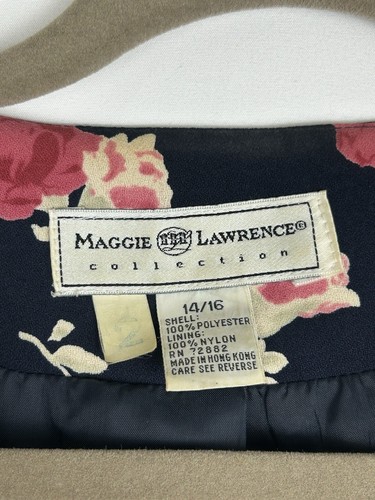 MAGGIE LAWRENCE®
collection
14/16
SHELL:
100% POLYESTER
LINING:
100% NYLON
RN 72882
MADE IN HONG KONG
CARE SEE REVERSE